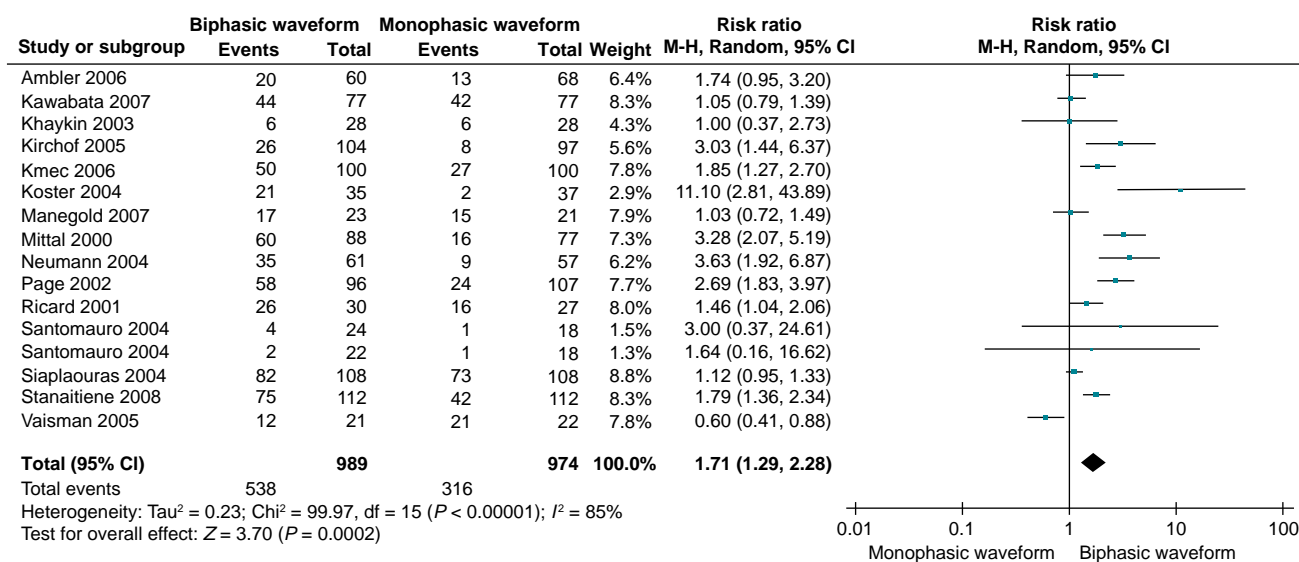 Biphasic waveform Monophasic waveform Risk ratio Risk ratio
Study or subgroup Events Total Events Total Weight M-H, Random, 95% CI M-H, Random, 95% CI
Ambler 2006 20 60 13 68 6.4% 1.74 (0.95, 3.20)
Kawabata 2007 44 77 42 77 8.3% 1.05 (0.79, 1.39)
Khaykin 2003 6 28 6 28 4.3% 1.00 (0.37, 2.73)
Kirchof 2005 26 104 8 97 5.6% 3.03 (1.44, 6.37)
Kmec 2006 50 100 27 100 7.8% 1.85 (1.27, 2.70)
Koster 2004 21 35 2 37 2.9% 11.10 (2.81, 43.89)
Manegold 2007 17 23 15 21 7.9% 1.03 (0.72, 1.49)
Mittal 2000 60 88 16 77 7.3% 3.28 (2.07, 5.19)
Neumann 2004 35 61 9 57 6.2% 3.63 (1.92, 6.87)
Page 2002 58 96 24 107 7.7% 2.69 (1.83, 3.97)
Ricard 2001 26 30 16 27 8.0% 1.46 (1.04, 2.06)
Santomauro 2004 4 24 1 18 1.5% 3.00 (0.37, 24.61)
Santomauro 2004 2 22 1 18 1.3% 1.64 (0.16, 16.62)
Siaplaouras 2004 82 108 73 108 8.8% 1.12 (0.95, 1.33)
Stanaitiene 2008 75 112 42 112 8.3% 1.79 (1.36, 2.34)
Vaisman 2005 12 21 21 22 7.8% 0.60 (0.41, 0.88)
Total (95% CI) 989 974 100.0% 1.71 (1.29, 2.28)
Total events 538 316
Heterogeneity: Tau² = 0.23; Chi² = 99.97, df = 15 (P < 0.00001); I² = 85%
Test for overall effect: Z = 3.70 (P = 0.0002)
0.01 0.1 1 10 100
Monophasic waveform Biphasic waveform